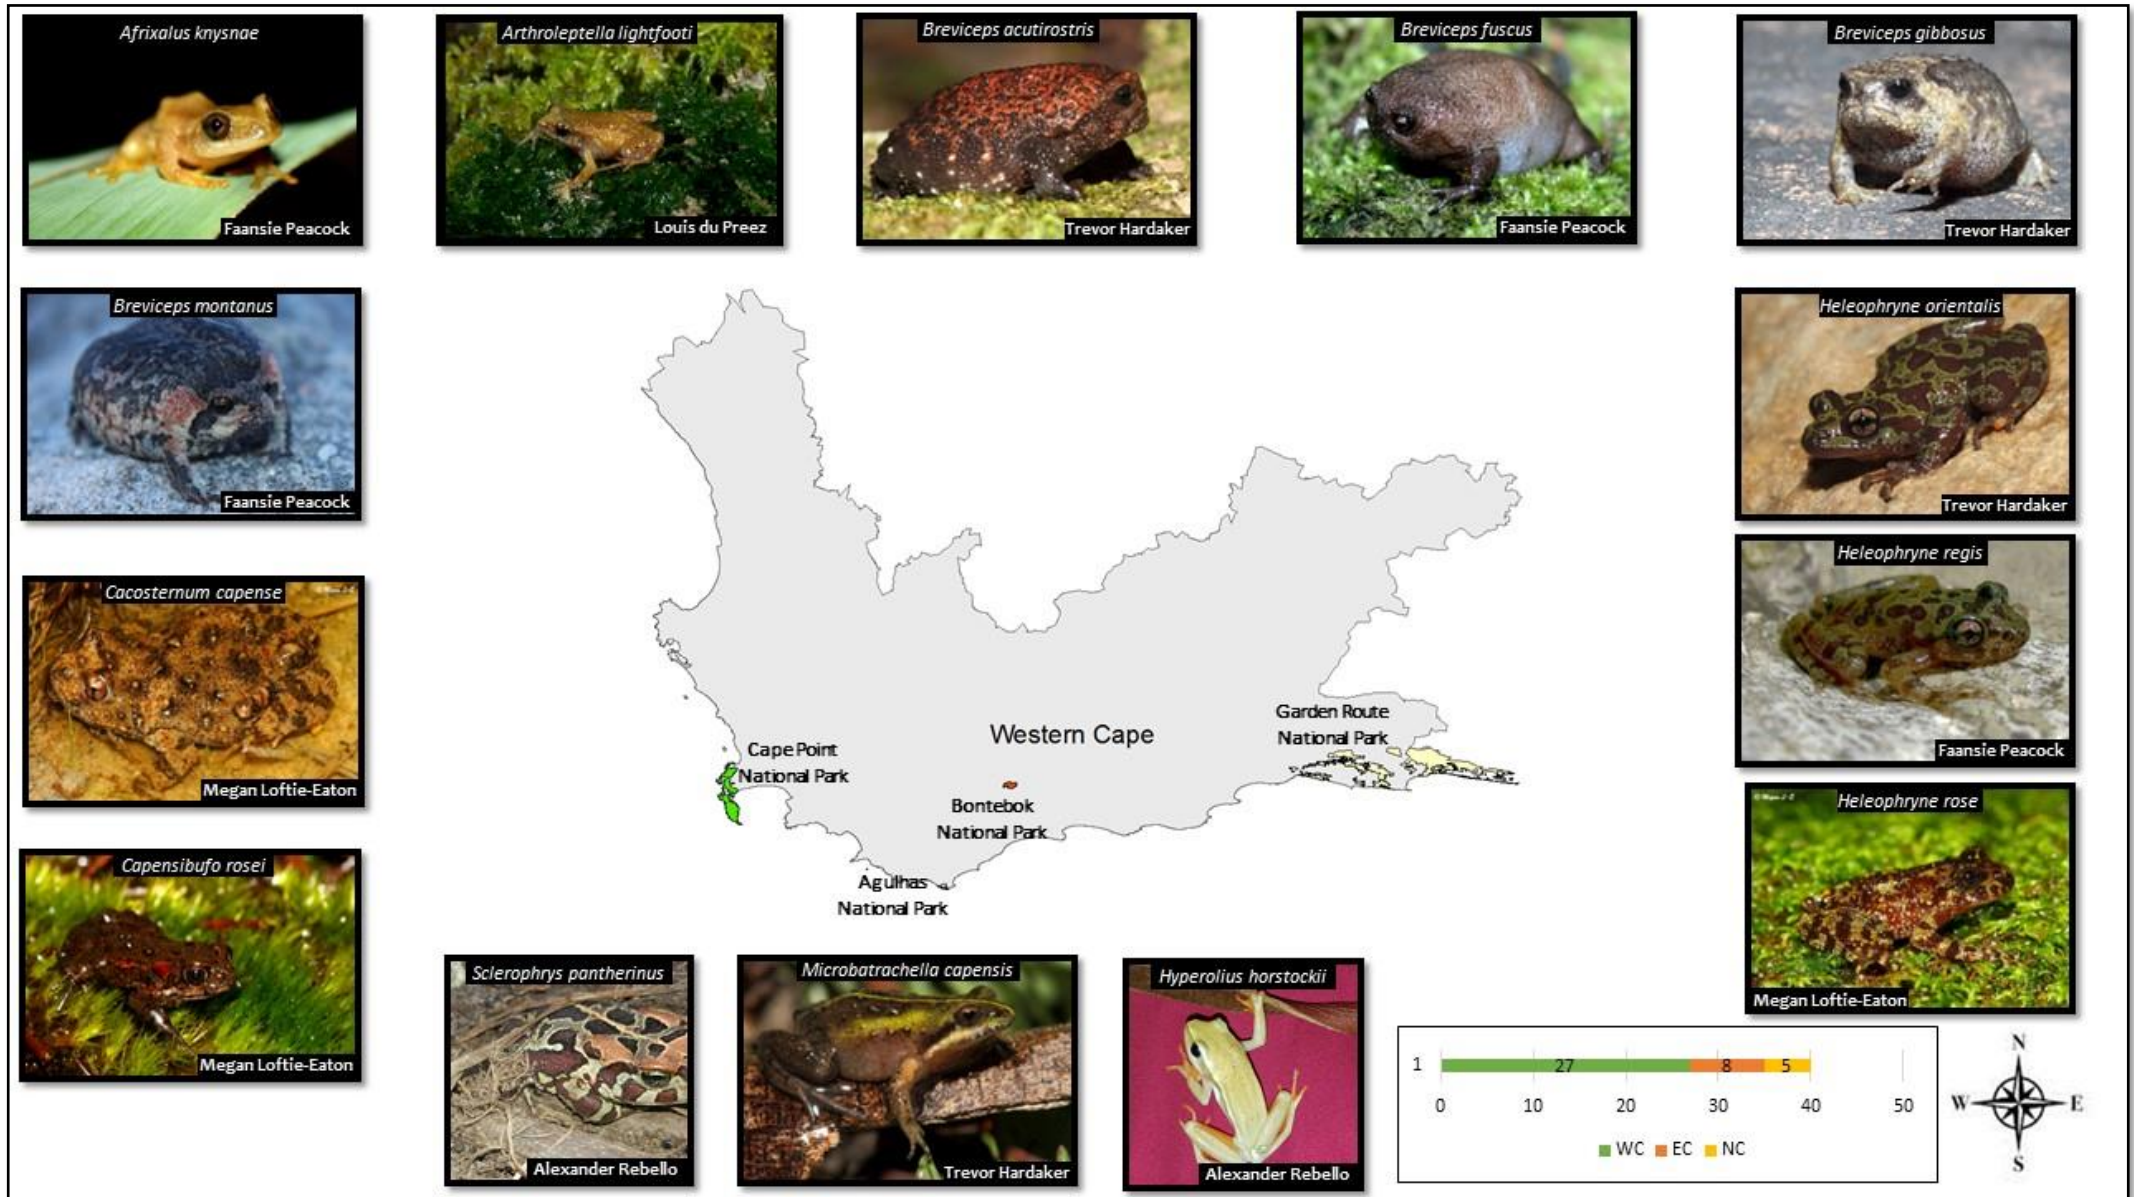 Afrixalus knysnae
Faansie Peacock
Arthroleptella lightfooti
Louis du Preez
Breviceps acutirostris
Trevor Hardaker
Breviceps fuscus
Faansie Peacock
Breviceps gibbosus
Trevor Hardaker
Breviceps montanus
Faansie Peacock
Heleophryne orientalis
Trevor Hardaker
Cacosternum capense
Megan Loftie-Eaton
Heleophryne regis
Faansie Peacock
Capensibufo rosei
Megan Loftie-Eaton
Heleophryne rose
Megan Loftie-Eaton
Western Cape
Garden Route
National Park
Cape Point
National Park
Bontebok
National Park
Agulhas
National Park
Sclerophrys pantherinus
Alexander Rebello
Microbatrachella capensis
Trevor Hardaker
Hyperolius horstockii
Alexander Rebello
1
27 8 5
0 10 20 30 40 50
WC EC NC
N
W E
S